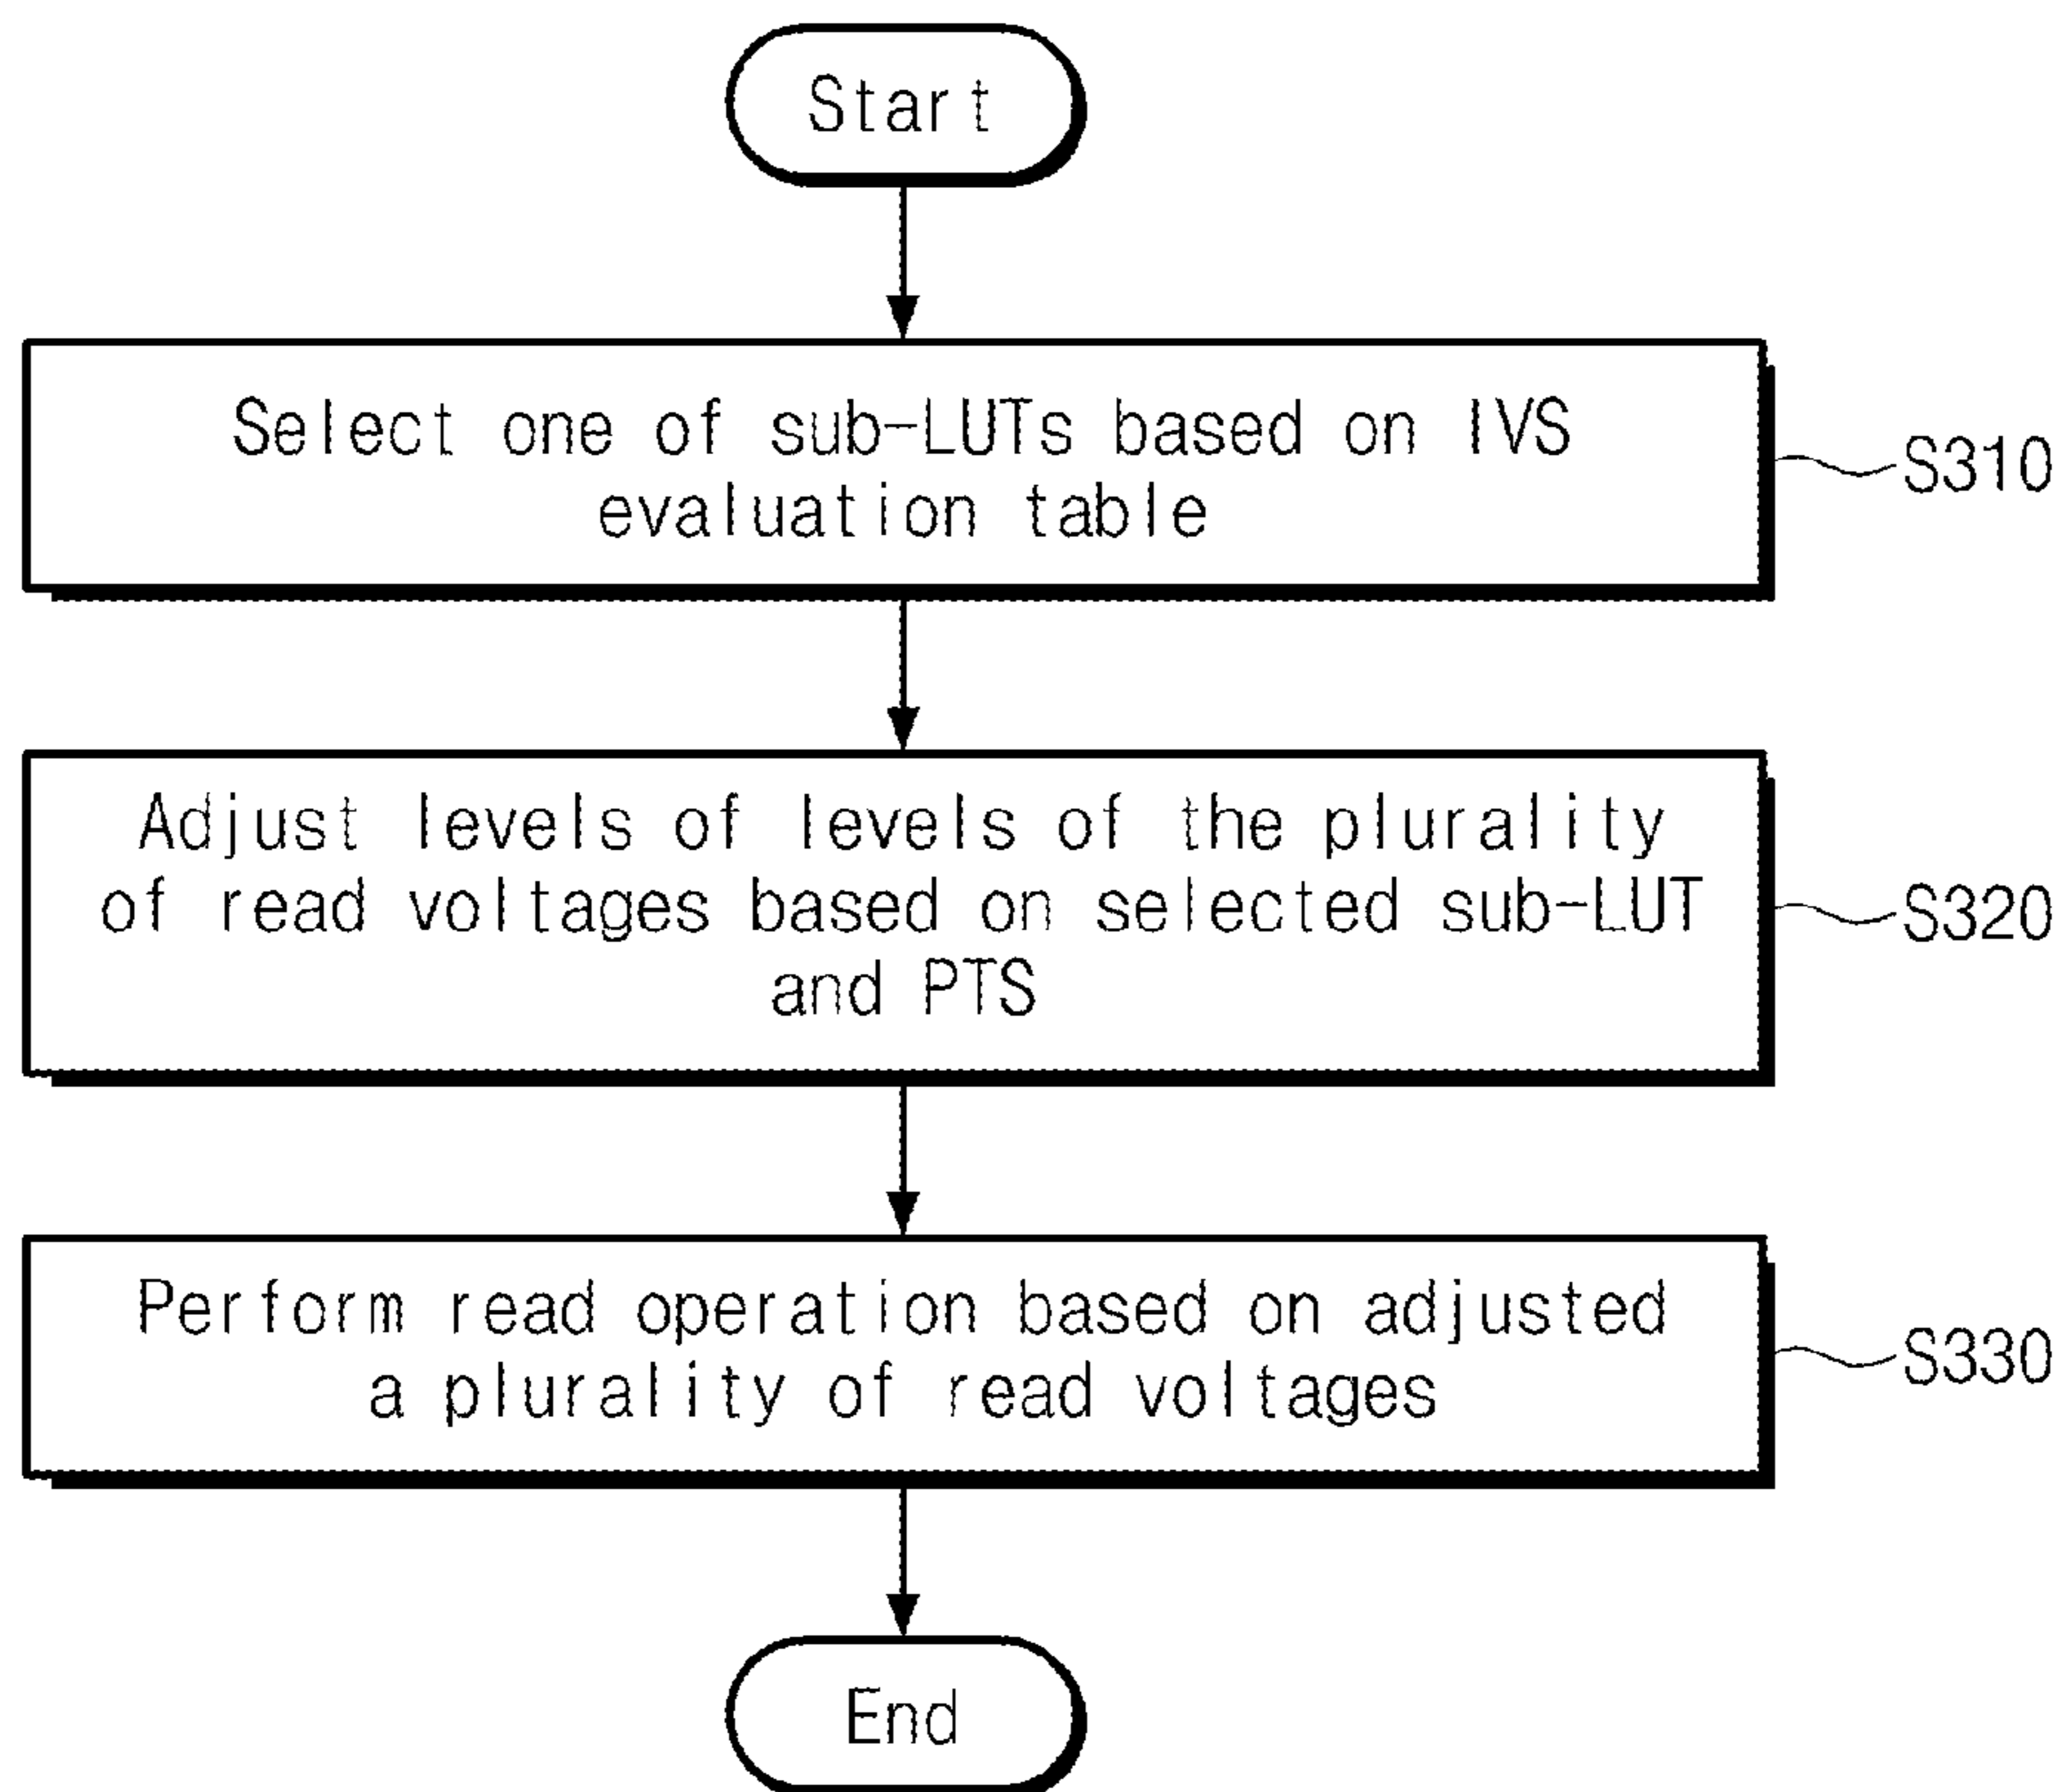 Start
Select one of sub-LUTs based on IVS
evaluation table
S310
Adjust levels of levels of the plurality
of read voltages based on selected sub-LUT
and PTS
S320
Perform read operation based on adjusted
a plurality of read voltages
S330
End